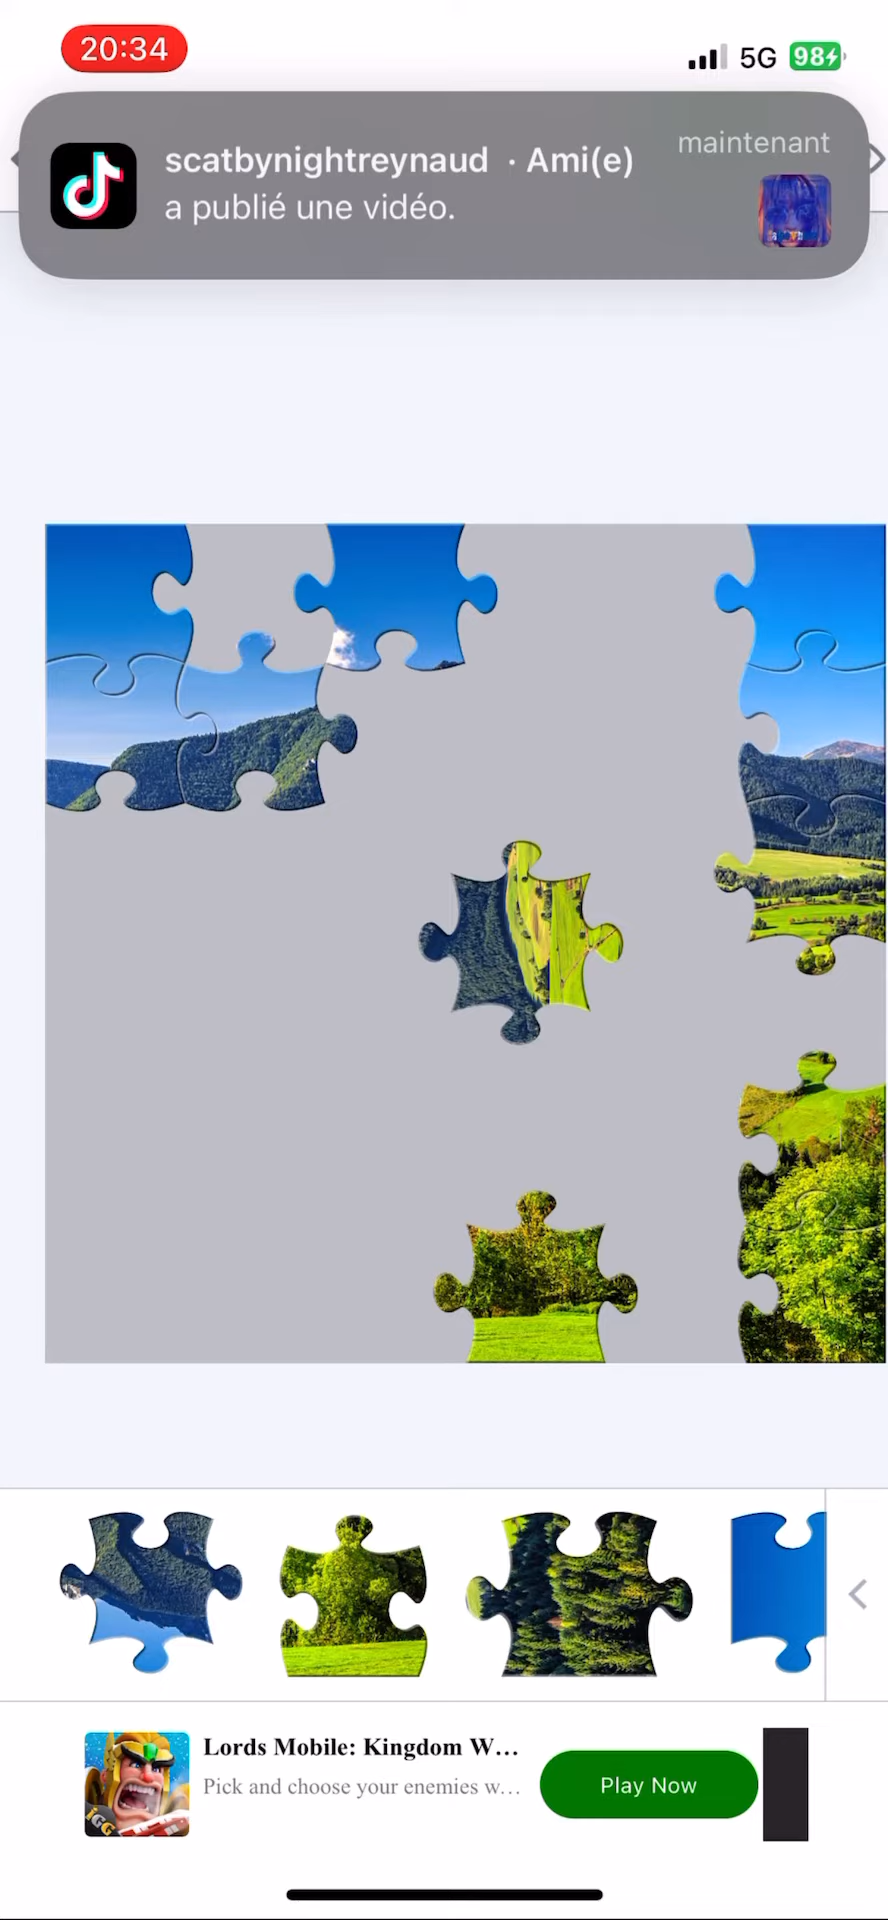 20:34
5G
98
scatbynightreynaud · Ami(e)
maintenant
a publié une vidéo.
Lords Mobile: Kingdom W...
Pick and choose your enemies w...
Play Now
IGG